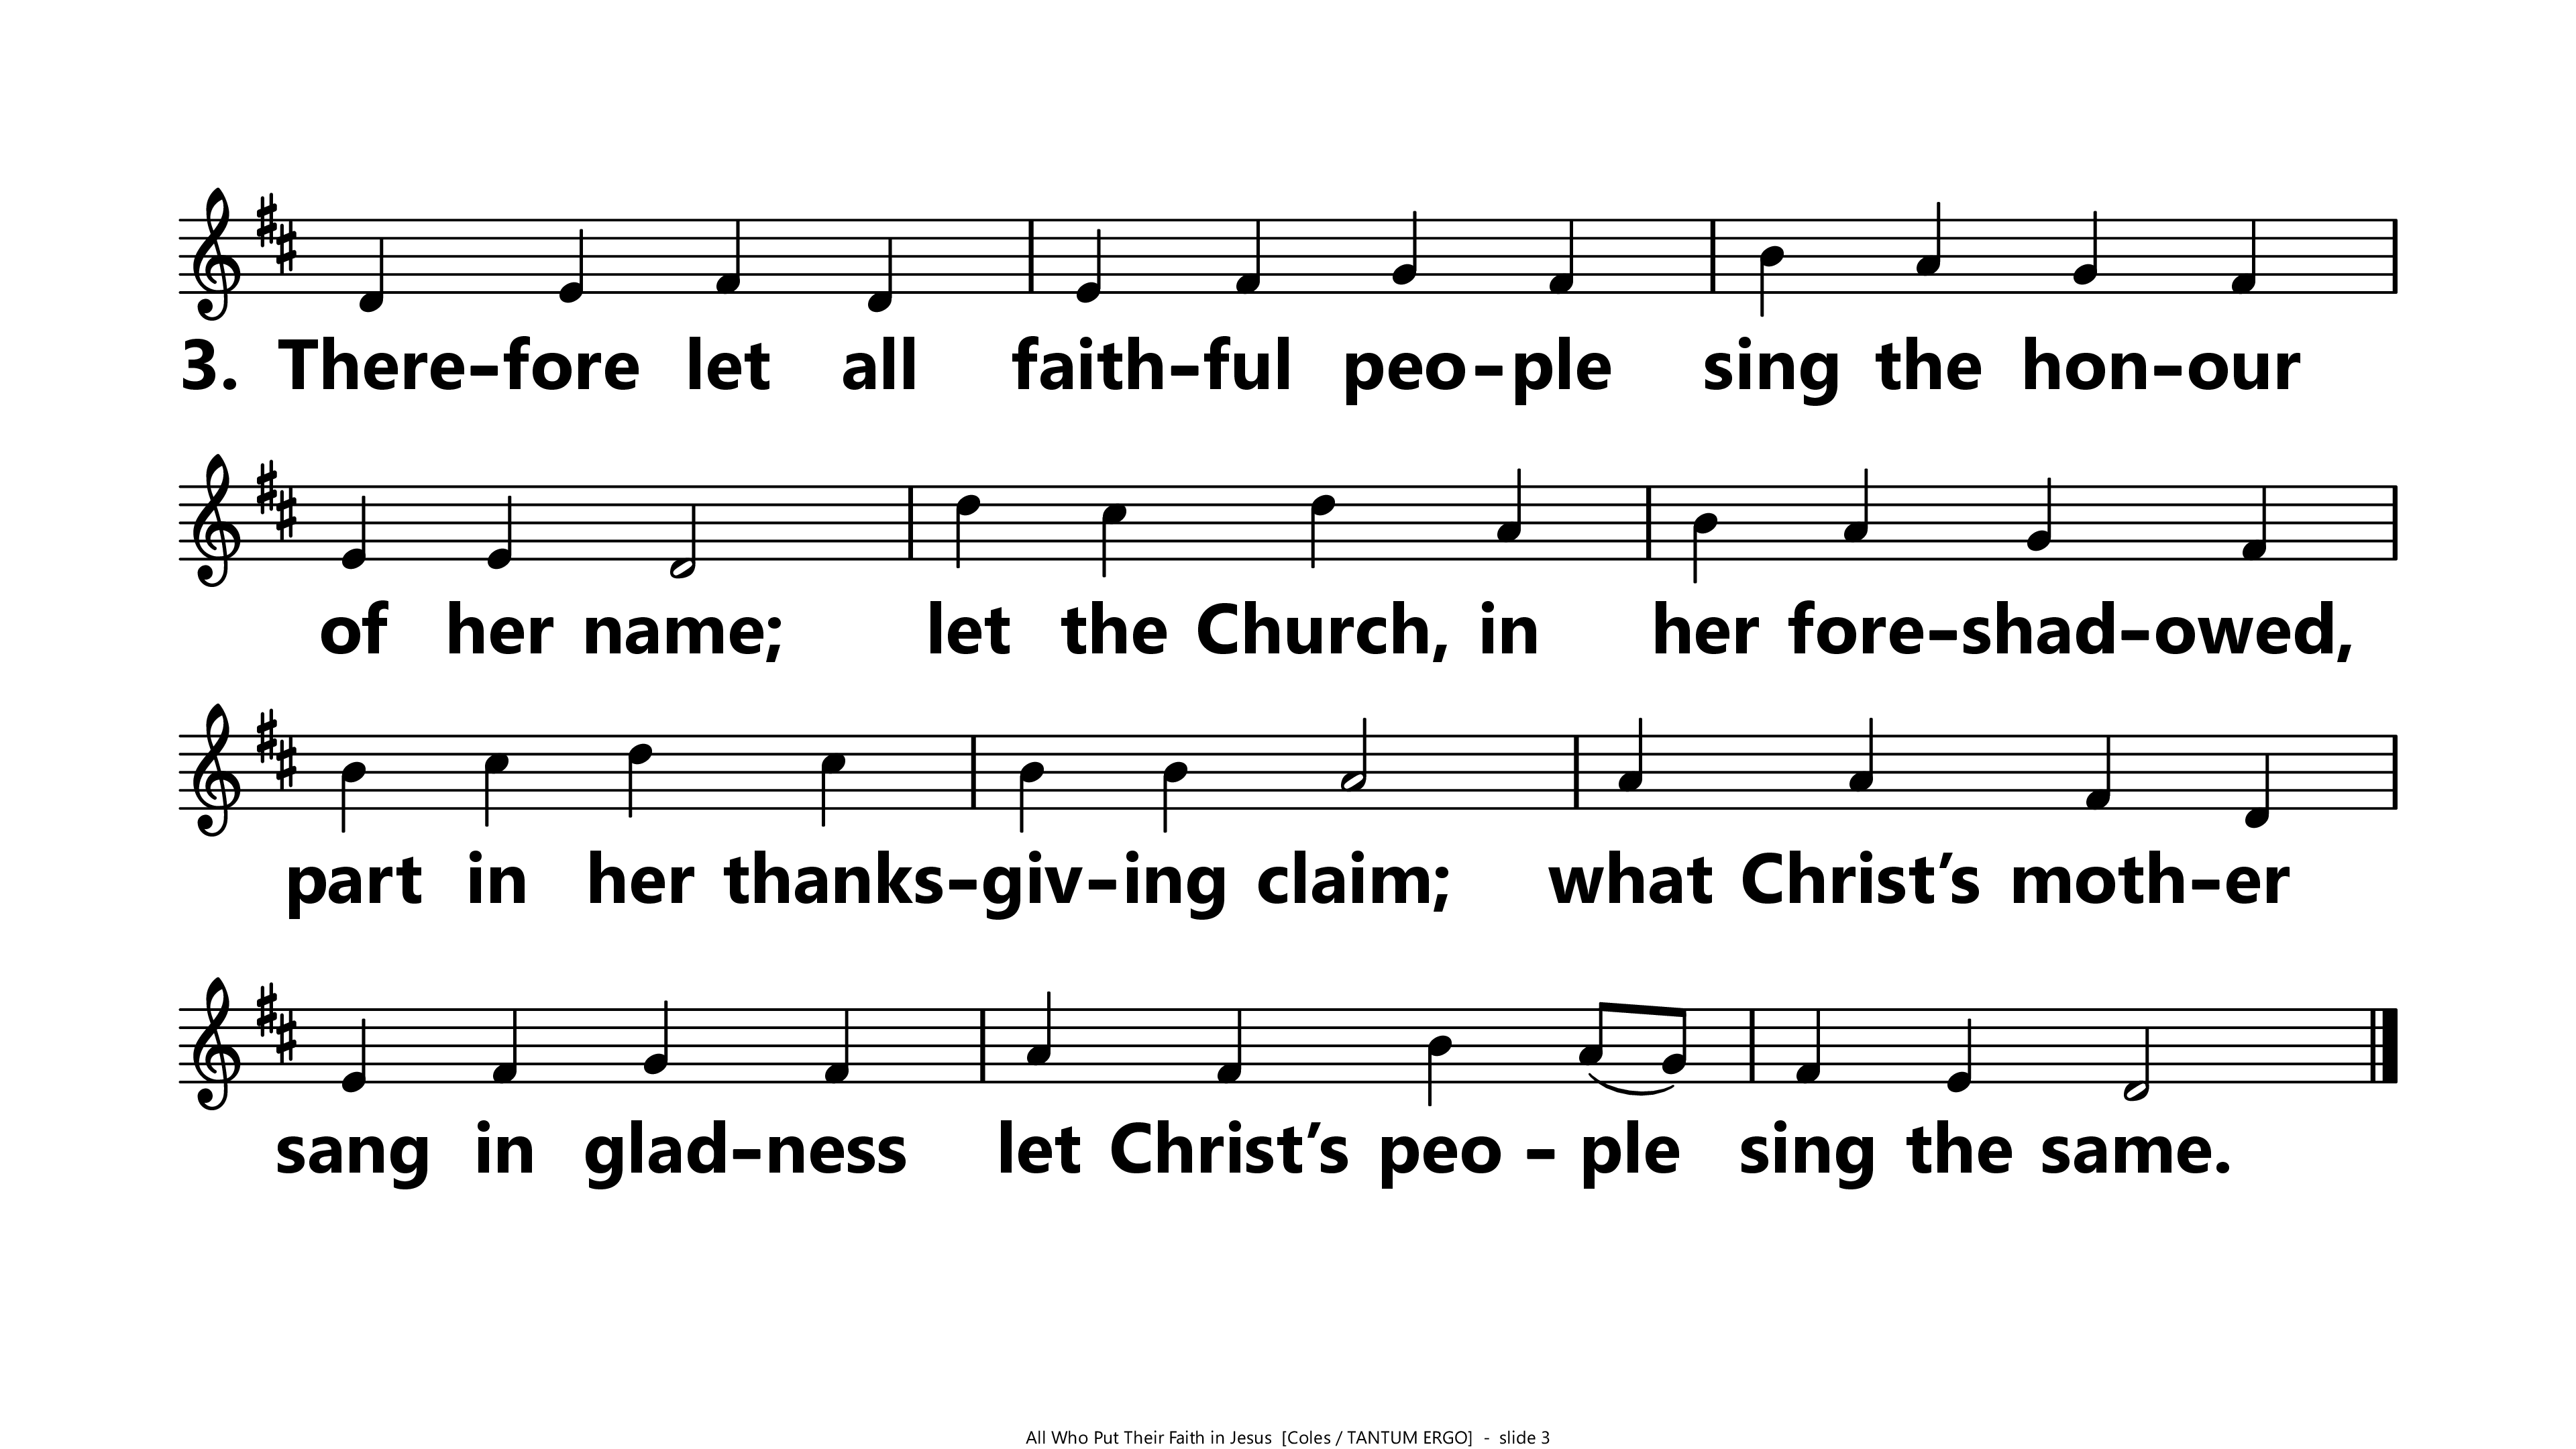 3. There-fore let all faith-ful peo-ple sing the hon-our
of her name; let the Church, in her fore-shad-owed,
part in her thanks-giv-ing claim; what Christ’s moth-er
sang in glad-ness let Christ’s peo - ple sing the same.
All Who Put Their Faith in Jesus [Coles / TANTUM ERGO] - slide 3